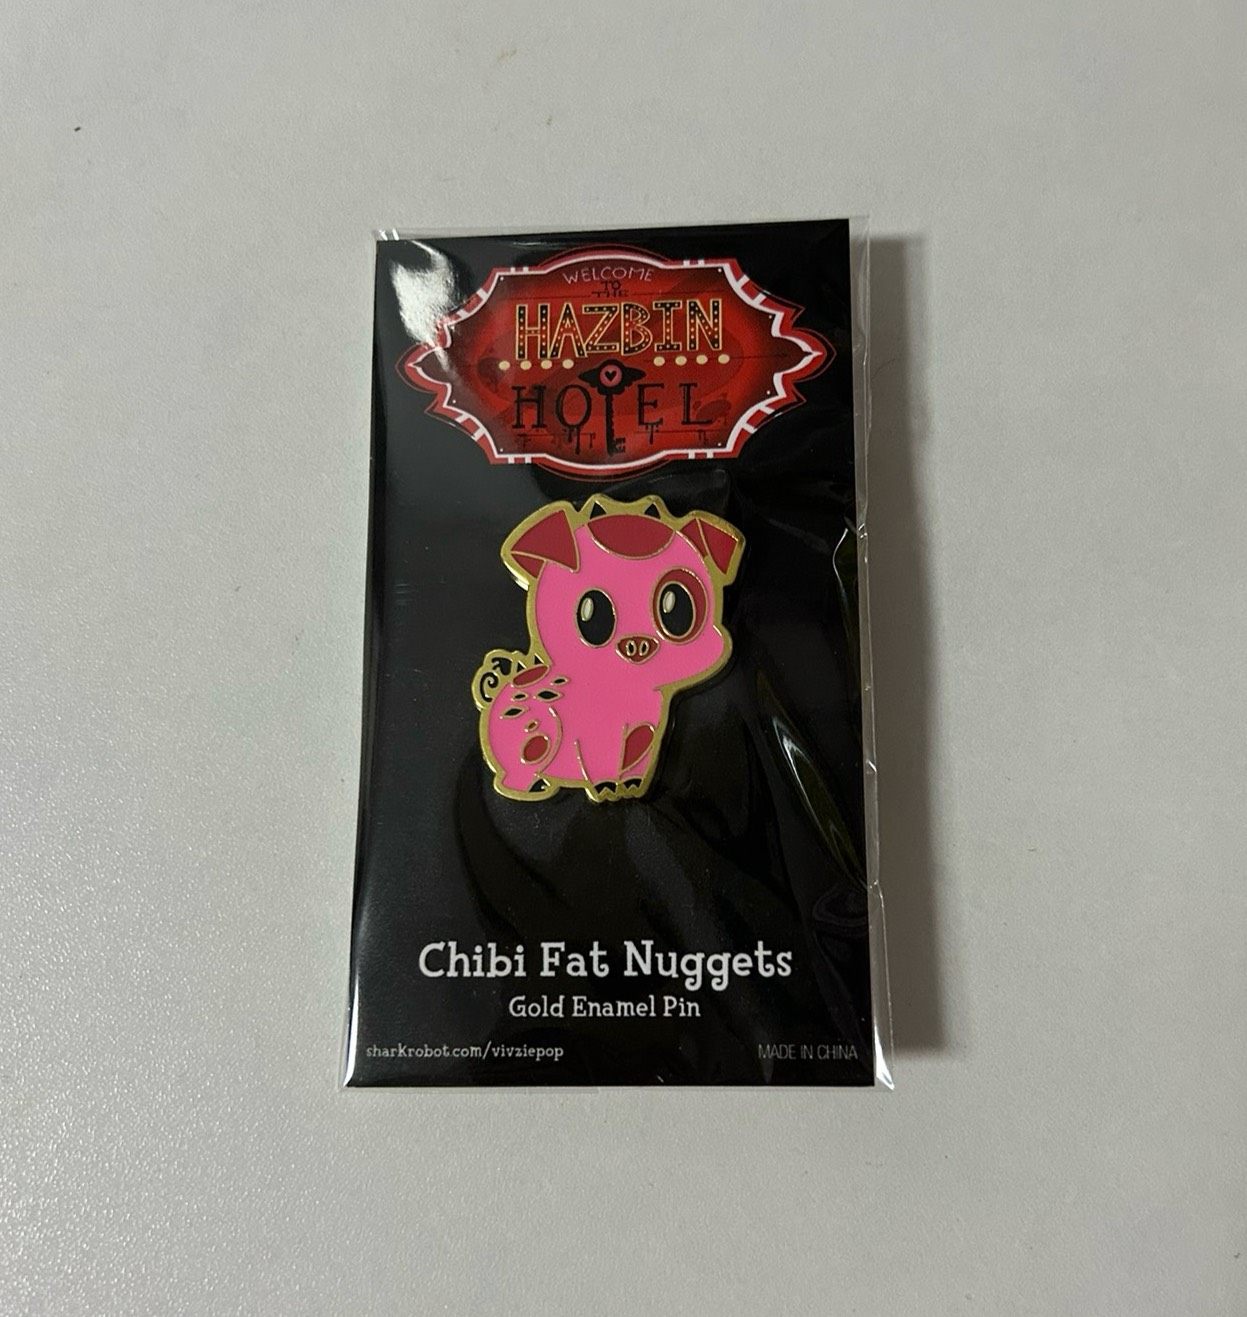 WELCOME
TO
THE
HAZBIN
HOTEL
Chibi Fat Nuggets
Gold Enamel Pin
sharkrobot.com/vivziepop
MADE IN CHINA